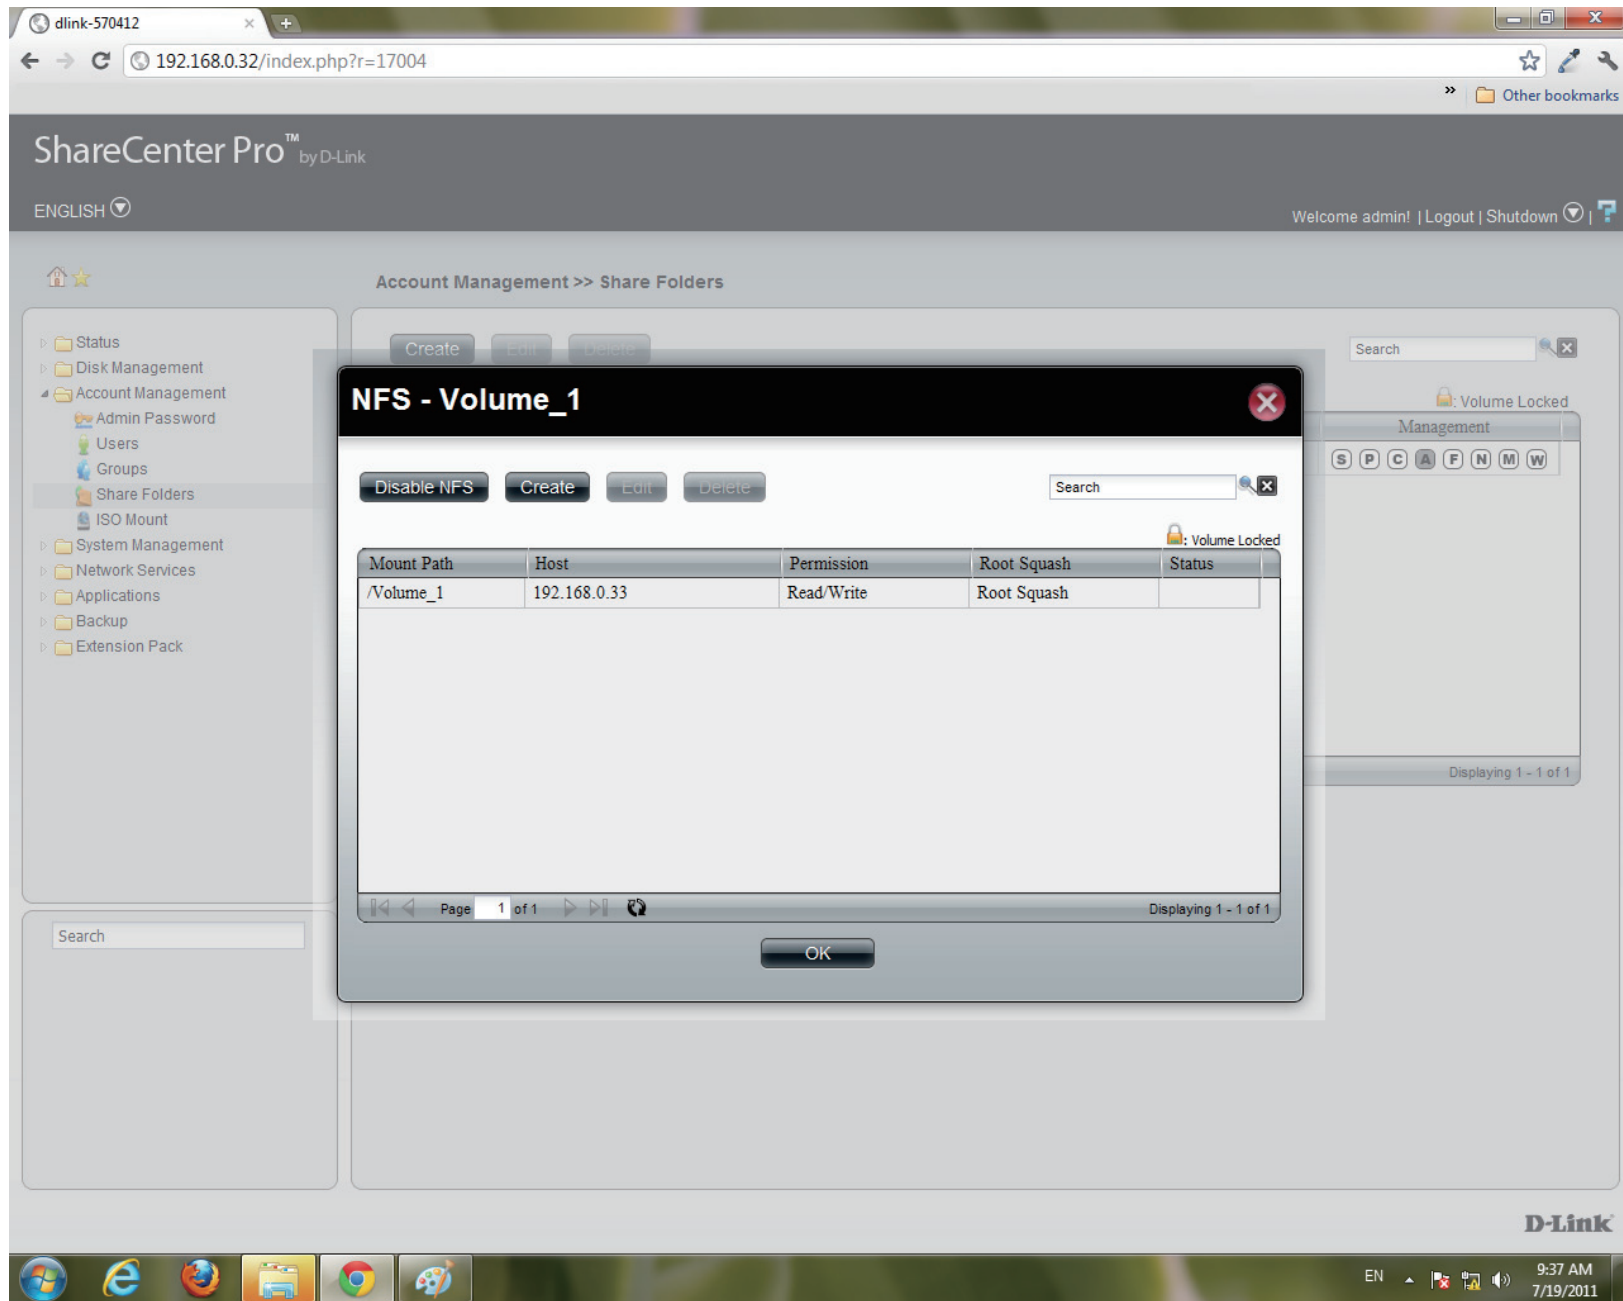 dlink-570412
192.168.0.32/index.php?r=17004
» Other bookmarks
ShareCenter Pro™ by D-Link
ENGLISH
Welcome admin! | Logout | Shutdown | ?
Account Management >> Share Folders
Status
Disk Management
Account Management
Admin Password
Users
Groups
Share Folders
ISO Mount
System Management
Network Services
Applications
Backup
Extension Pack
Search
Create Edit Delete
Search
: Volume Locked
Management
S P C A F N M W
Displaying 1 - 1 of 1
NFS - Volume_1
Disable NFS Create Edit Delete
Search
: Volume Locked
Mount Path Host Permission Root Squash Status
/Volume_1 192.168.0.33 Read/Write Root Squash
Page 1 of 1 Displaying 1 - 1 of 1
OK
D-Link
EN
9:37 AM
7/19/2011